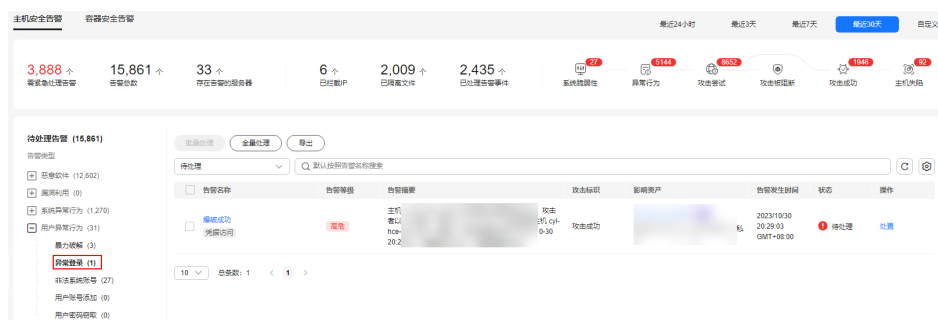 主机安全告警 容器安全告警
最近24小时 最近3天 最近7天 最近30天 自定义
3,888 15,861 33 6 2,009 2,435
需紧急处理告警 告警总数 存在告警的服务器 已拦截IP 已隔离文件 已处理告警事件
27 5144 8652 1946 92
系统脆弱性 异常行为 攻击尝试 攻击被阻断 攻击成功 主机失陷
待处理告警 (15,861)
告警类型
恶意软件 (12,602)
漏洞利用 (0)
系统异常行为 (1,270)
用户异常行为 (31)
暴力破解 (3)
异常登录 (1)
非法系统账号 (27)
用户账号添加 (0)
用户密码窃取 (0)
批量处理 全量处理 导出
待处理 默认按照告警名称搜索
告警名称 告警等级 告警摘要 攻击标识 影响资产 告警发生时间 状态 操作
爆破成功
凭据访问
高危
主机 攻击
者以 机 cyl-
hce- 0-30
20:2
攻击成功
私
2023/10/30
20:29:03
GMT+08:00
待处理 处置
10 总条数: 1 1